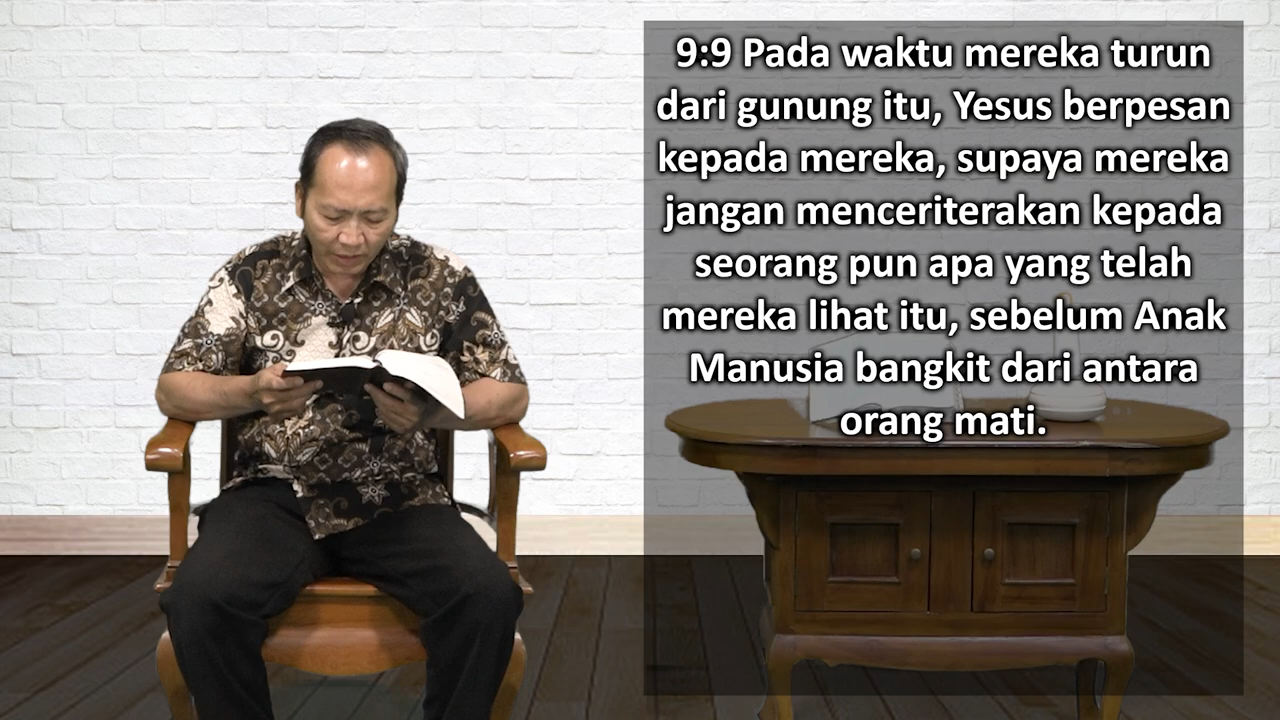 9:9 Pada waktu mereka turun
dari gunung itu, Yesus berpesan
kepada mereka, supaya mereka
jangan menceriterakan kepada
seorang pun apa yang telah
mereka lihat itu, sebelum Anak
Manusia bangkit dari antara
orang mati.